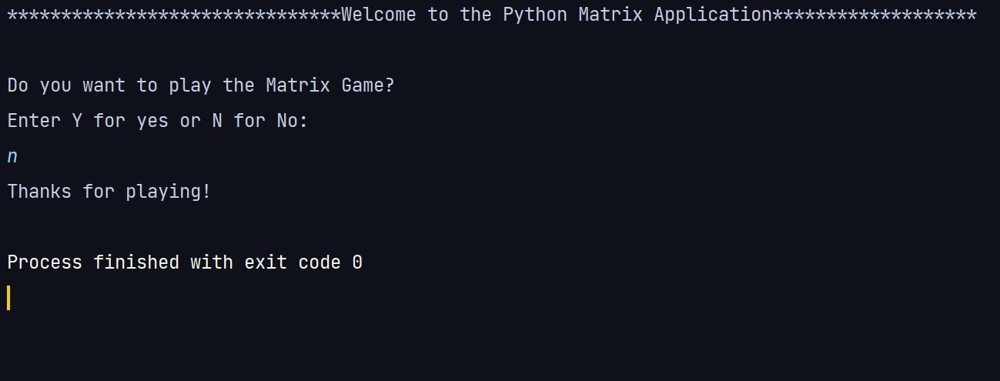 *******************************Welcome to the Python Matrix Application*******************
Do you want to play the Matrix Game?
Enter Y for yes or N for No:
n
Thanks for playing!
Process finished with exit code 0